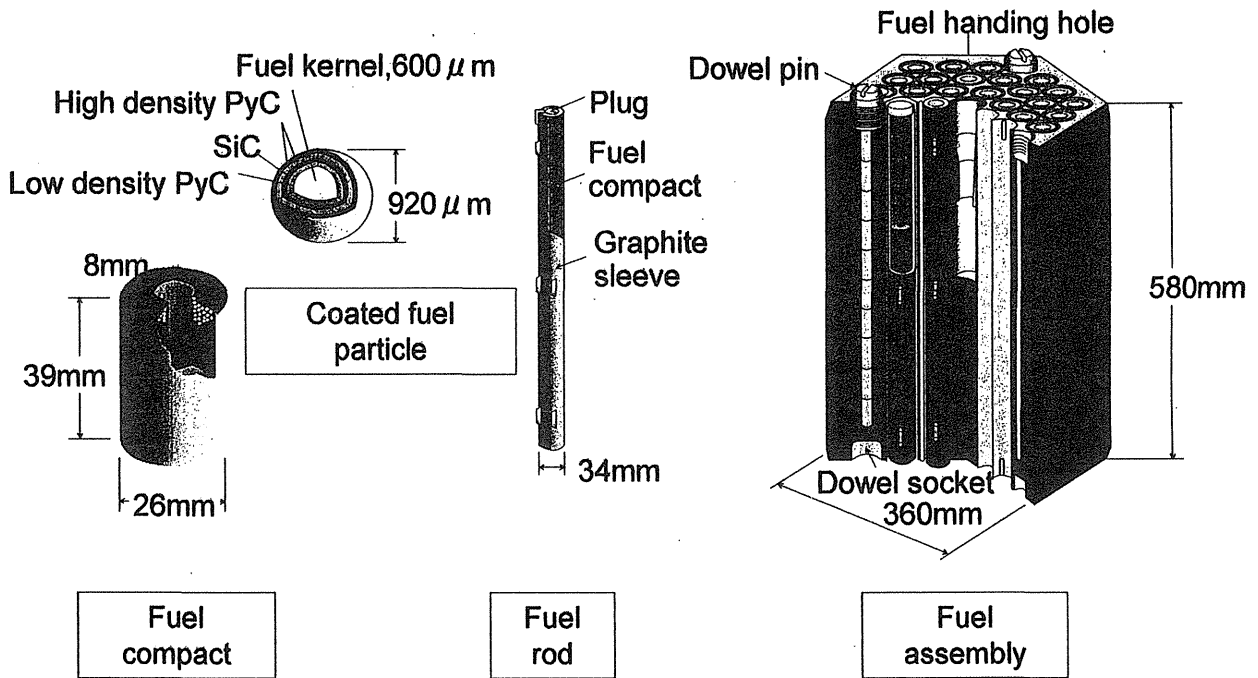 Fuel handing hole
Dowel pin
Fuel kernel,600 μm
High density PyC
SiC
Low density PyC
920 μm
Plug
Fuel
compact
Graphite
sleeve
8mm
39mm
26mm
Coated fuel
particle
34mm
580mm
Dowel socket
360mm
Fuel
compact
Fuel
rod
Fuel
assembly